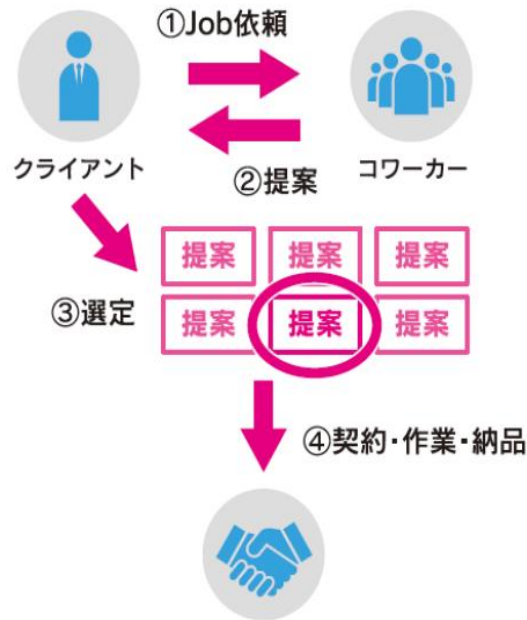 ①Job依頼
クライアント
②提案
コワーカー
提案 提案 提案
③選定
提案 提案 提案
④契約・作業・納品